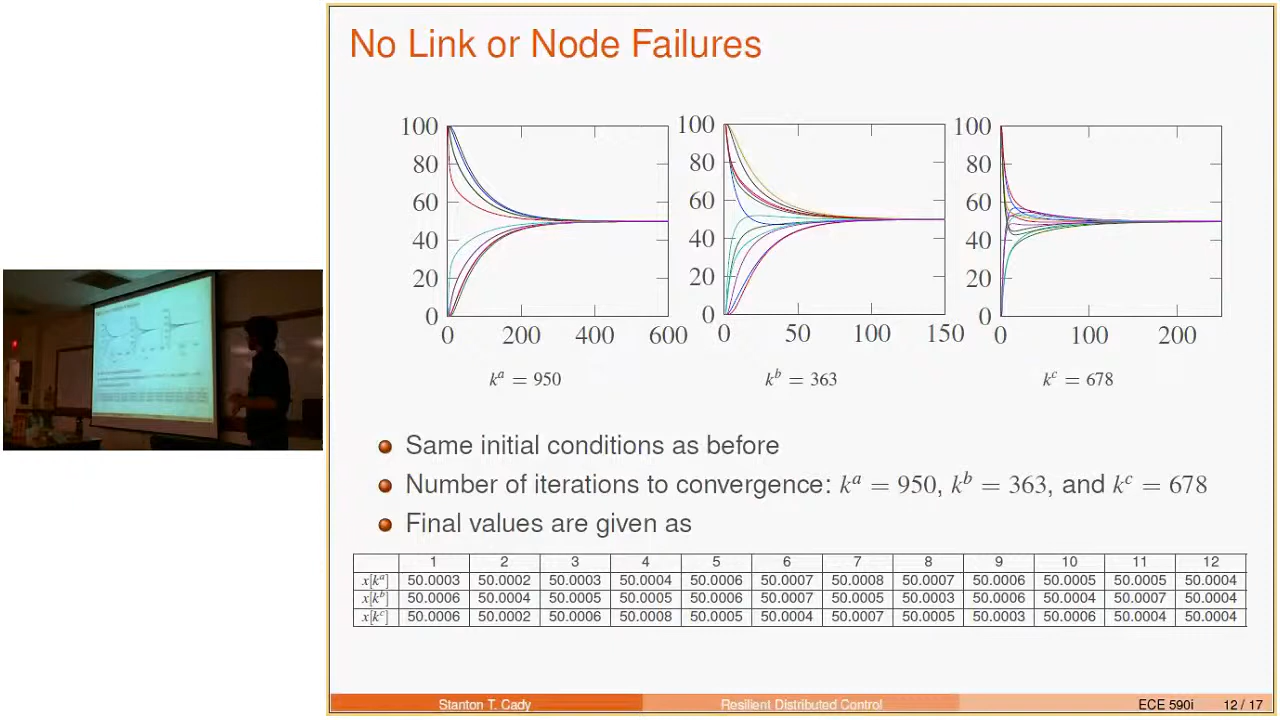 No Link or Node Failures
100 80 60 40 20 0
0 200 400 600
k^a = 950
100 80 60 40 20 0
0 50 100 150
k^b = 363
100 80 60 40 20 0
0 100 200
k^c = 678
Same initial conditions as before
Number of iterations to convergence: k^a = 950, k^b = 363, and k^c = 678
Final values are given as
1 2 3 4 5 6 7 8 9 10 11 12
x[k^a] 50.0003 50.0002 50.0003 50.0004 50.0006 50.0007 50.0008 50.0007 50.0006 50.0005 50.0005 50.0004
x[k^b] 50.0006 50.0004 50.0005 50.0005 50.0006 50.0007 50.0005 50.0003 50.0006 50.0004 50.0007 50.0004
x[k^c] 50.0006 50.0002 50.0006 50.0008 50.0005 50.0004 50.0007 50.0005 50.0003 50.0006 50.0004 50.0004
Stanton T. Cady Resilient Distributed Control ECE 590i 12 / 17